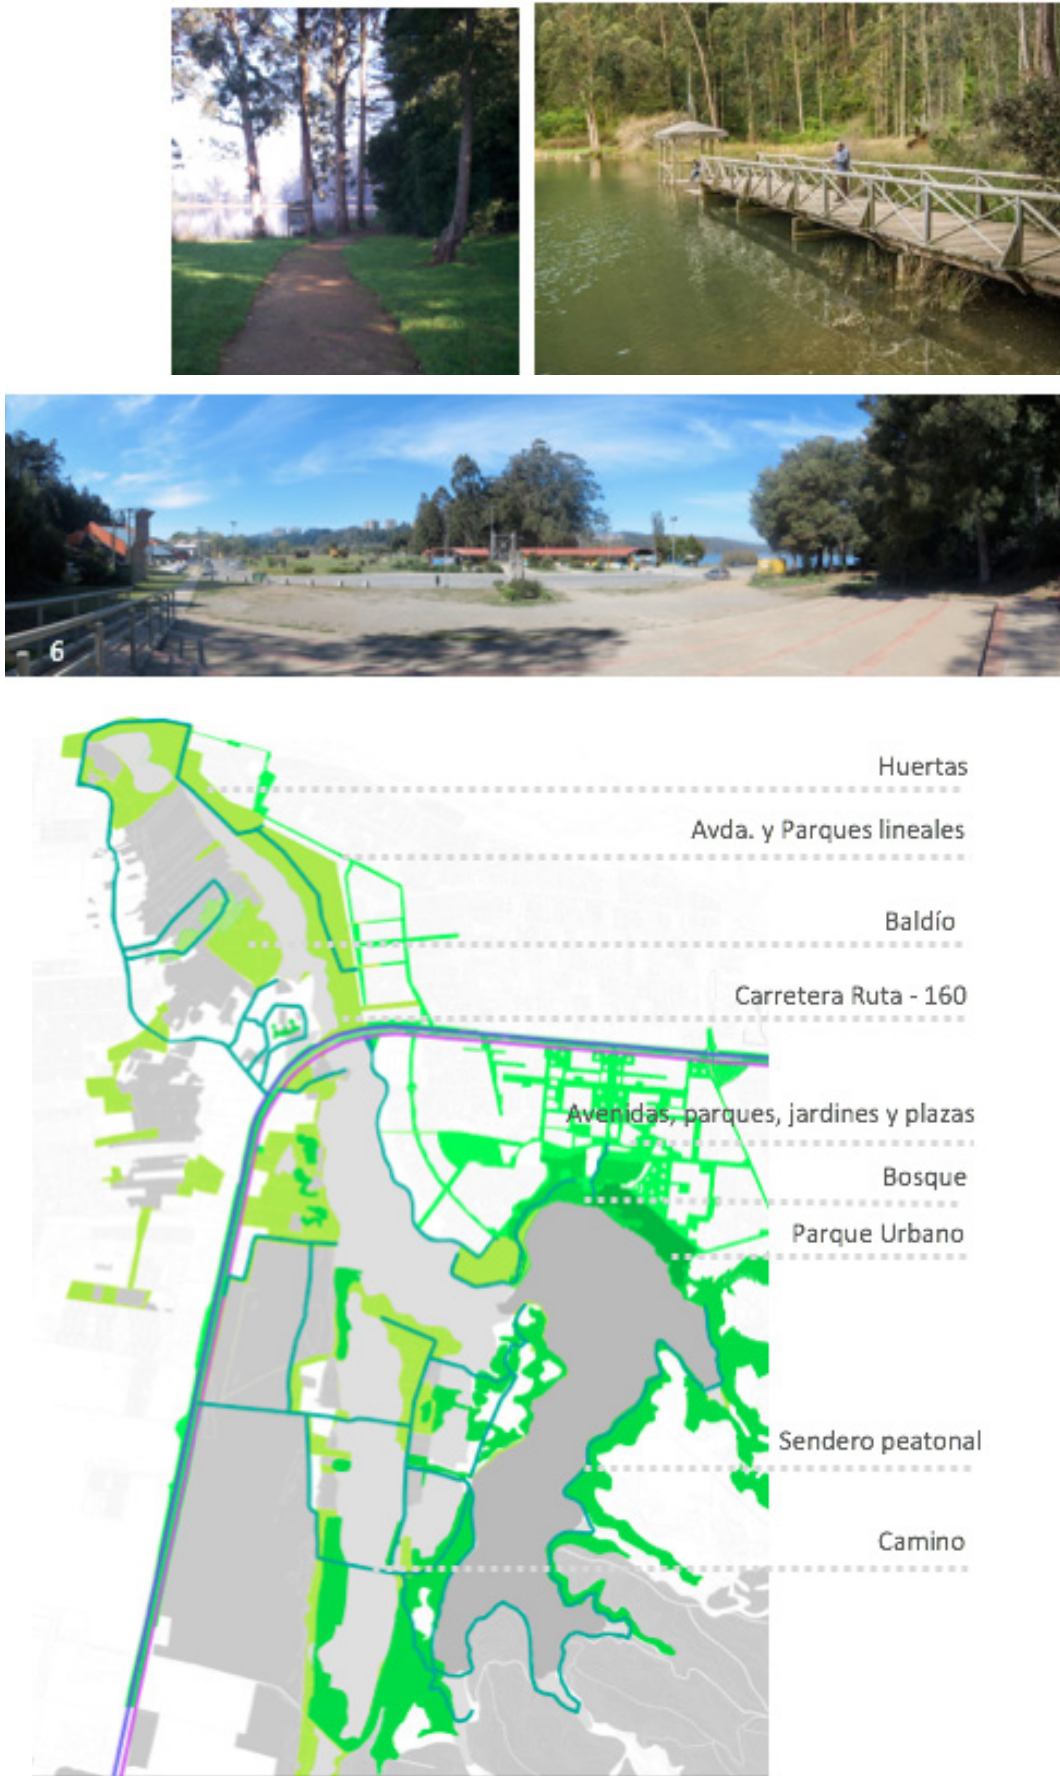 6
Huertas
Avda. y Parques lineales
Baldío
Carretera Ruta - 160
Avenidas, parques, jardines y plazas
Bosque
Parque Urbano
Sendero peatonal
Camino